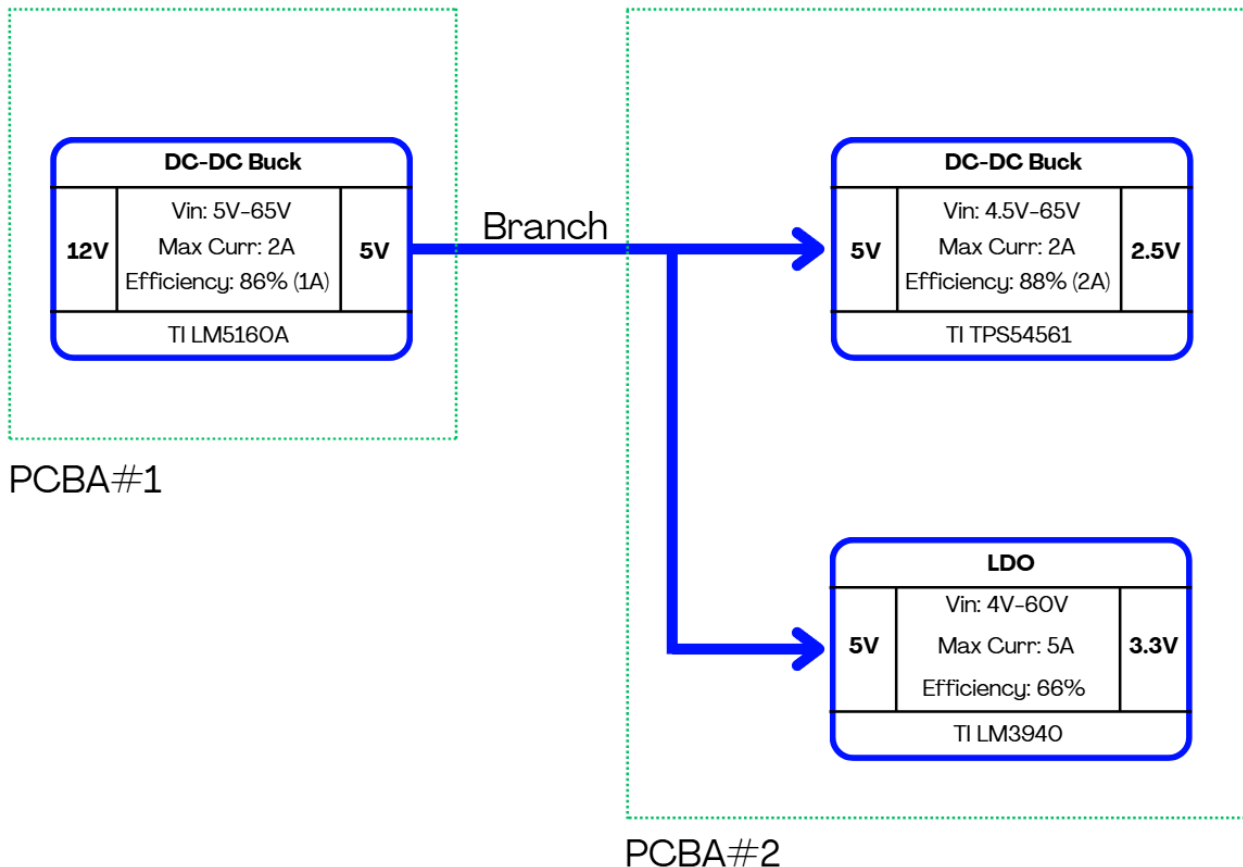 DC-DC Buck
12V
Vin: 5V-65V
Max Curr: 2A
Efficiency: 86% (1A)
5V
TI LM5160A
PCBA#1
Branch
DC-DC Buck
5V
Vin: 4.5V-65V
Max Curr: 2A
Efficiency: 88% (2A)
2.5V
TI TPS54561
LDO
5V
Vin: 4V-60V
Max Curr: 5A
Efficiency: 66%
3.3V
TI LM3940
PCBA#2